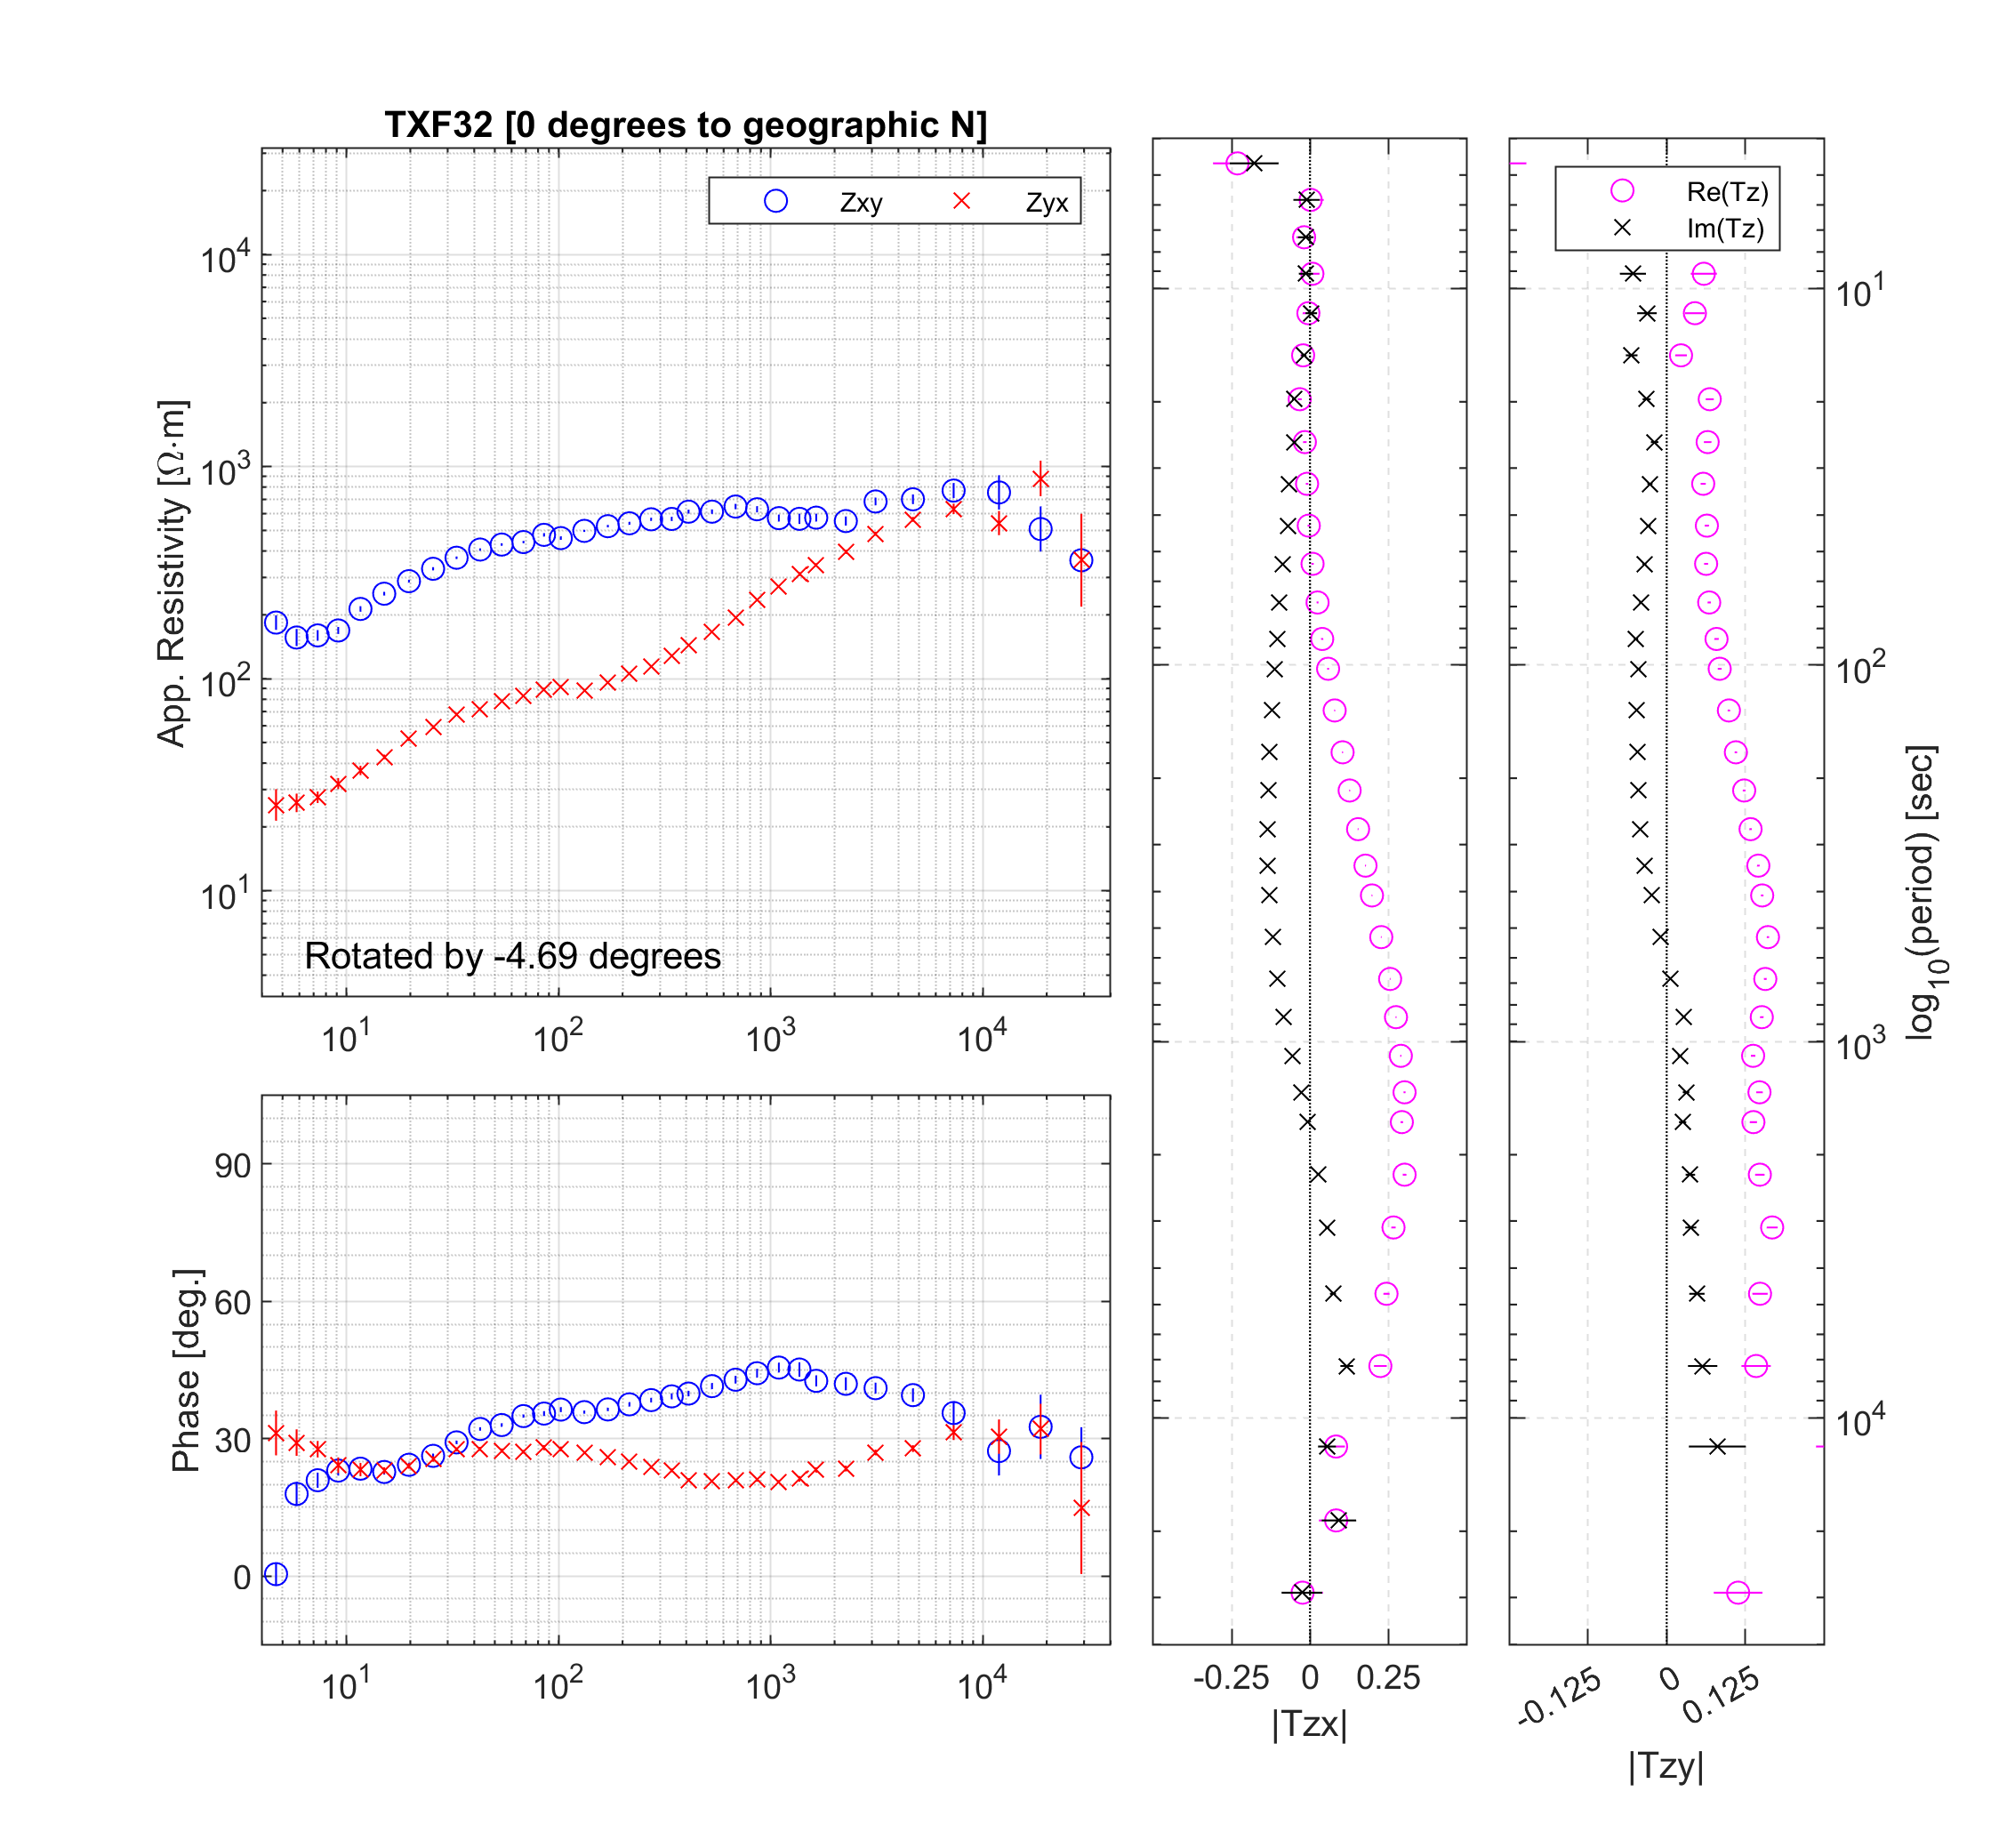 TXF32 [0 degrees to geographic N]
Zxy Zyx
App. Resistivity [Ω·m]
10^4
10^3
10^2
10^1
Rotated by -4.69 degrees
10^1 10^2 10^3 10^4
Phase [deg.]
90
60
30
0
10^1 10^2 10^3 10^4
-0.25 0 0.25
|Tzx|
Re(Tz)
Im(Tz)
10^1
10^2
10^3
10^4
log_10(period) [sec]
-0.125 0 0.125
|Tzy|